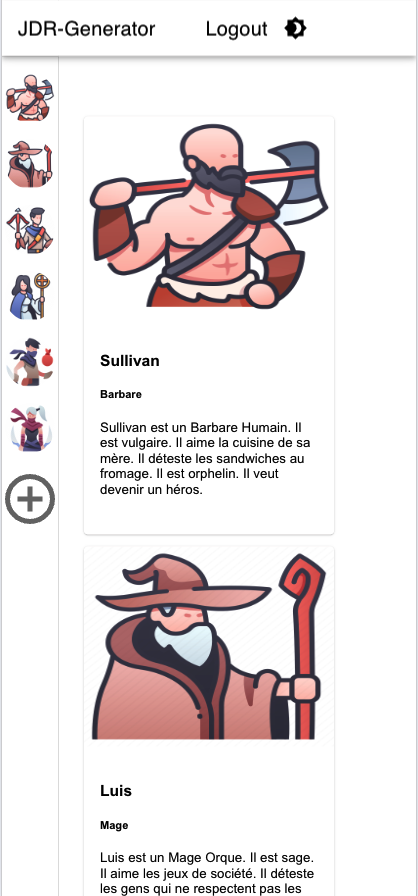 JDR-Generator Logout
Sullivan
Barbare
Sullivan est un Barbare Humain. Il
est vulgaire. Il aime la cuisine de sa
mère. Il déteste les sandwiches au
fromage. Il est orphelin. Il veut
devenir un héros.
Luis
Mage
Luis est un Mage Orque. Il est sage.
Il aime les jeux de société. Il déteste
les gens qui ne respectent pas les